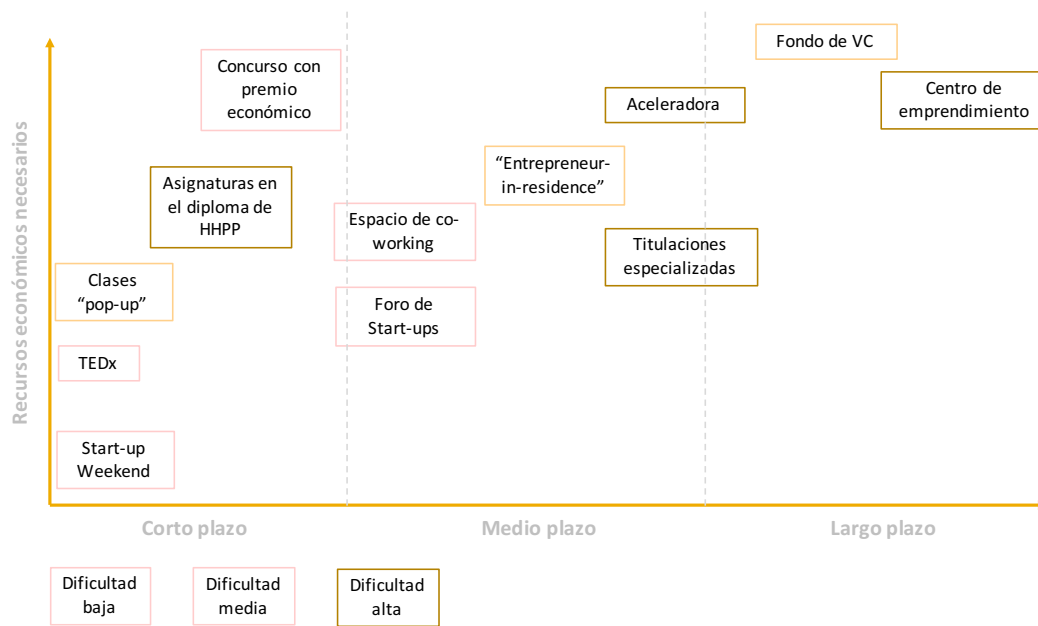 Recursos económicos necesarios
Fondo de VC
Concurso con
premio
económico
Aceleradora
Centro de
emprendimiento
"Entrepreneur-
in-residence"
Asignaturas en
el diploma de
HHPP
Espacio de co-
working
Titulaciones
especializadas
Clases
"pop-up"
Foro de
Start-ups
TEDx
Start-up
Weekend
Corto plazo
Medio plazo
Largo plazo
Dificultad
baja
Dificultad
media
Dificultad
alta